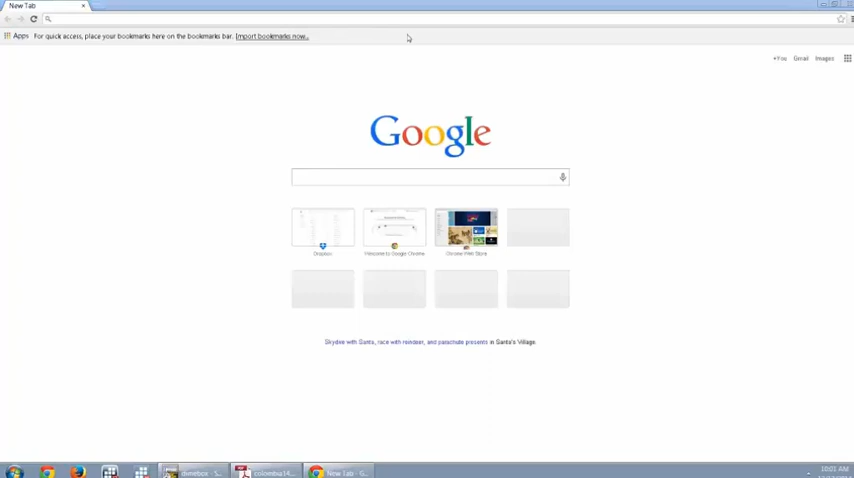 New Tab
Apps For quick access, place your bookmarks here on the bookmarks bar. Import bookmarks now...
+You Gmail Images
Google
Dropbox Welcome to Google Chrome Chrome Web Store
Skydive with Santa, race with reindeer, and parachute presents in Santa's Village.
dimebox - S... colombia14... New Tab - G...
10:01 AM